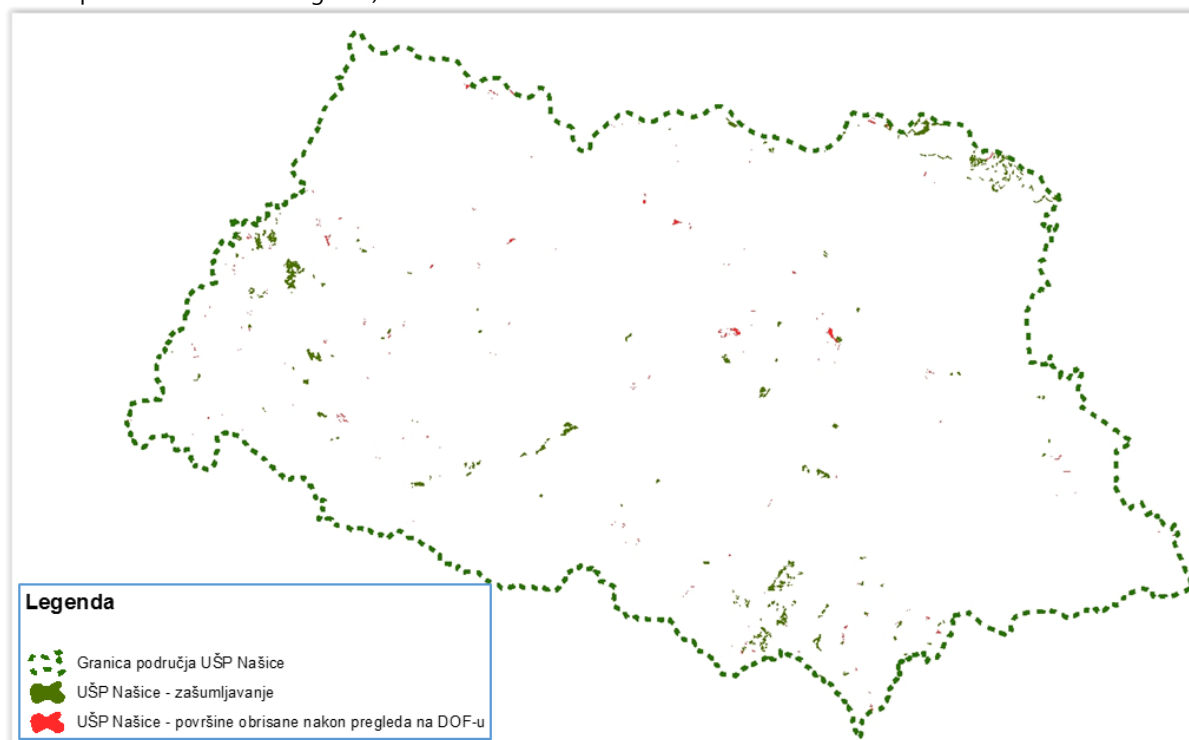 Legenda
Granica područja UŠP Našice
UŠP Našice - zašumljavanje
UŠP Našice - površine obrisane nakon pregleda na DOF-u